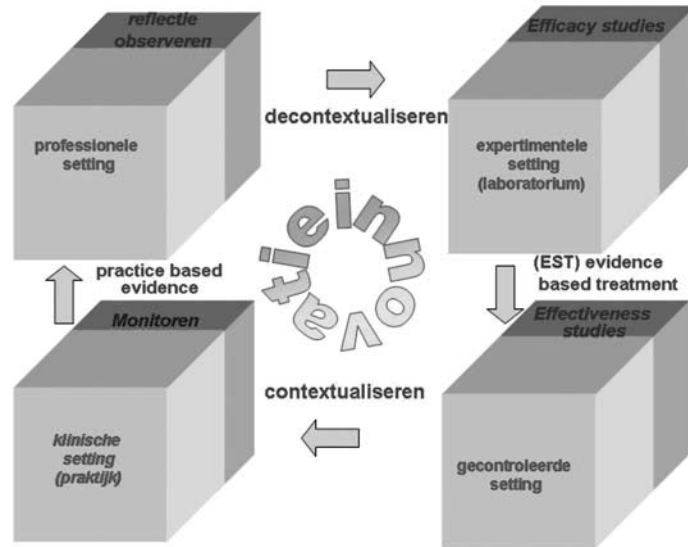 reflectie
observeren
professionele
setting
decontextualiseren
Efficacy studies
expertimentele
setting
(laboratorium)
innovatie
practice based
evidence
(EST) evidence
based treatment
Monitoren
klinische
setting
(praktijk)
contextualiseren
Effectiveness
studies
gecontroleerde
setting